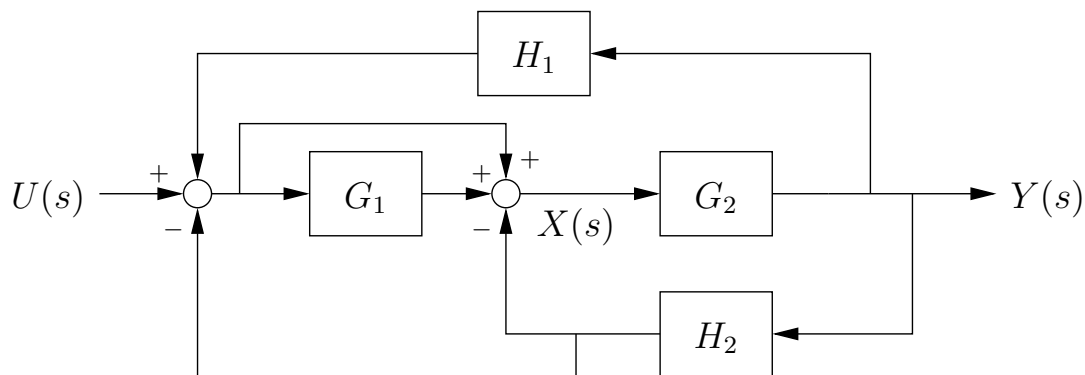 H₁
+ + +
U(s) G₁ G₂ Y(s)
− − X(s)
H₂